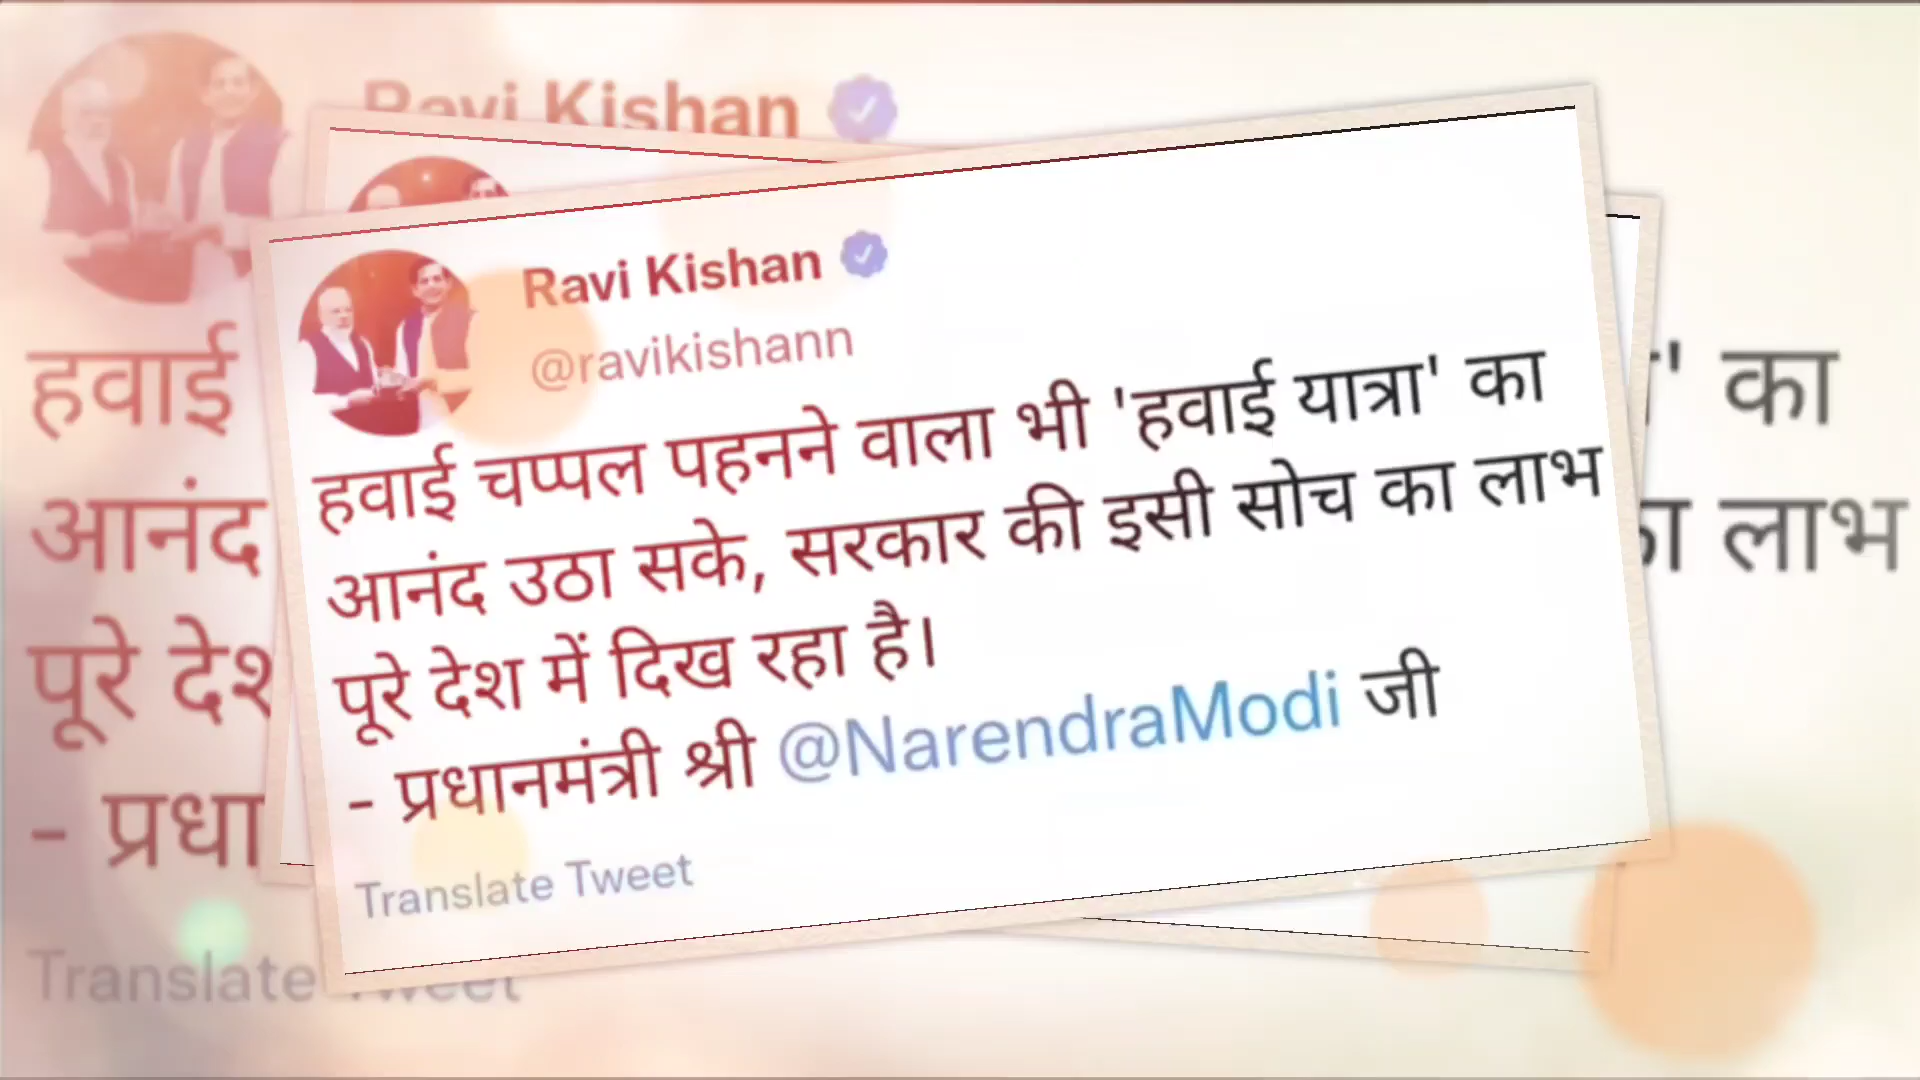 Ravi Kishan
@ravikishann
हवाई चप्पल पहनने वाला भी 'हवाई यात्रा' का
आनंद उठा सके, सरकार की इसी सोच का लाभ
पूरे देश में दिख रहा है।
- प्रधानमंत्री श्री @NarendraModi जी
Translate Tweet